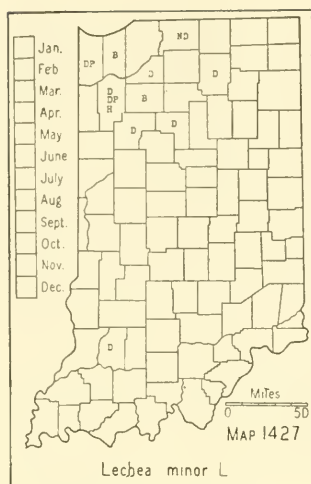 Jan.
Feb
Mar.
Apr.
May
June
July
Aug
Sept.
Oct.
Nov.
Dec.
ND
DP B
D D
D
DP B
H
D D
D
Miles
0 50
MAP 1427
Lechea minor L